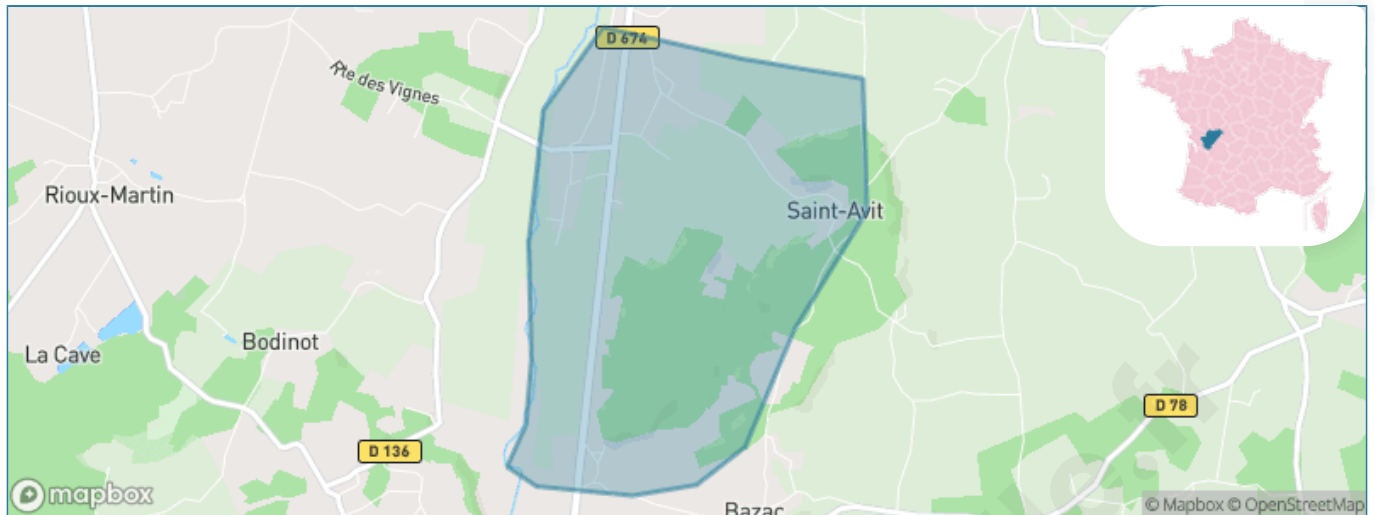 D 674
Rte des Vignes
Rioux-Martin
Saint-Avit
Bodinot
La Cave
D 78
D 136
Bazac
mapbox
© Mapbox © OpenStreetMap